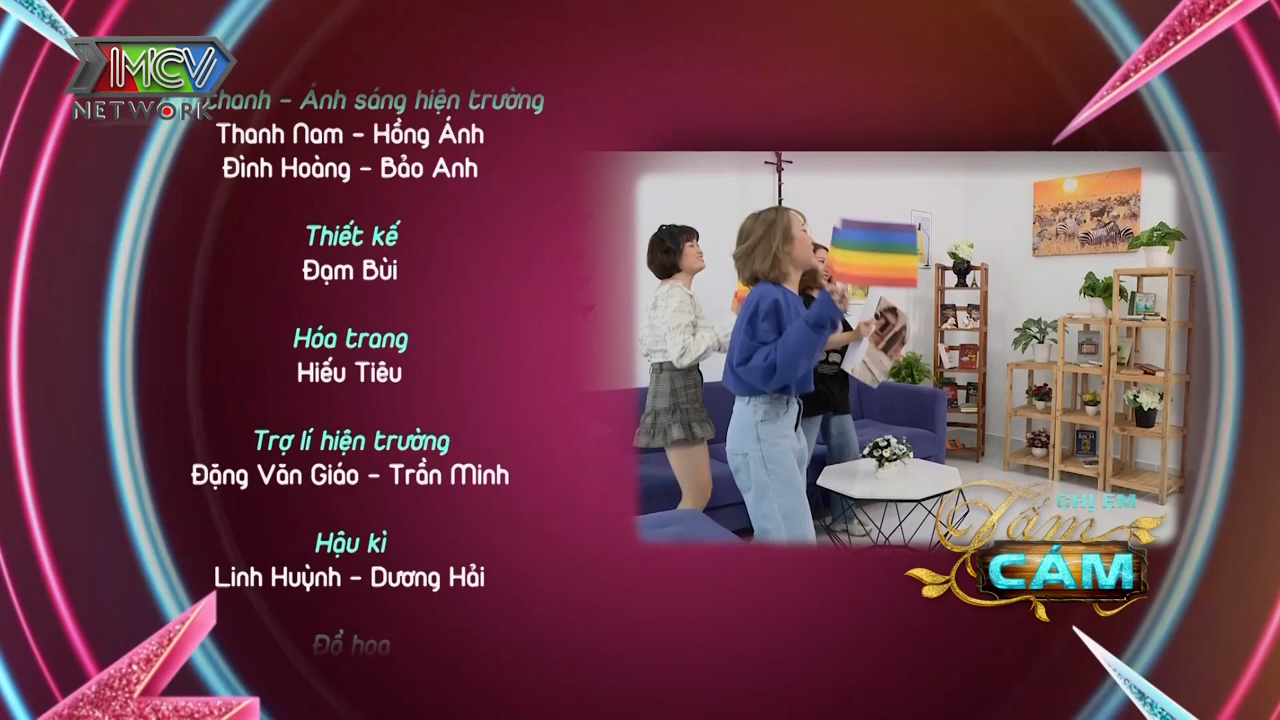 MCV
NETWORK
thanh – Ánh sáng hiện trường
Thanh Nam – Hồng Ánh
Đình Hoàng – Bảo Anh
Thiết kế
Đạm Bùi
Hóa trang
Hiếu Tiêu
Trợ lí hiện trường
Đặng Văn Giáo – Trần Minh
Hậu kì
Linh Huỳnh – Dương Hải
Đồ họa
CHỊ EM
Tấm
CÁM
BACH